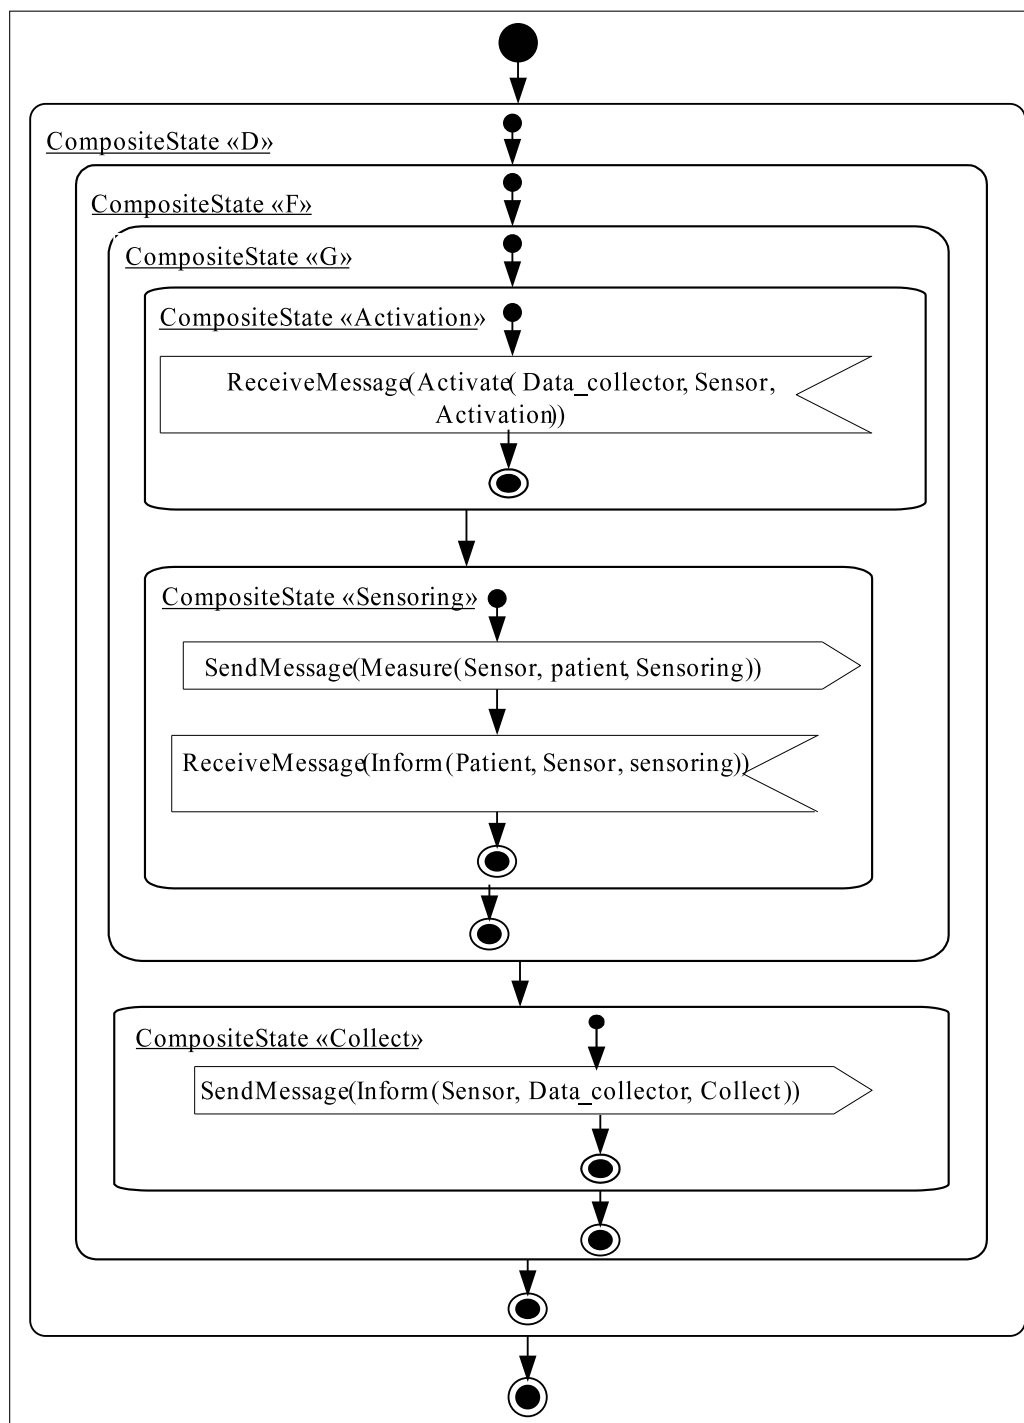 CompositeState «D»
CompositeState «F»
CompositeState «G»
CompositeState «Activation»
ReceiveMessage(Activate( Data_collector, Sensor,
Activation))
CompositeState «Sensoring»
SendMessage(Measure(Sensor, patient, Sensoring))
ReceiveMessage(Inform(Patient, Sensor, sensoring))
CompositeState «Collect»
SendMessage(Inform(Sensor, Data_collector, Collect))